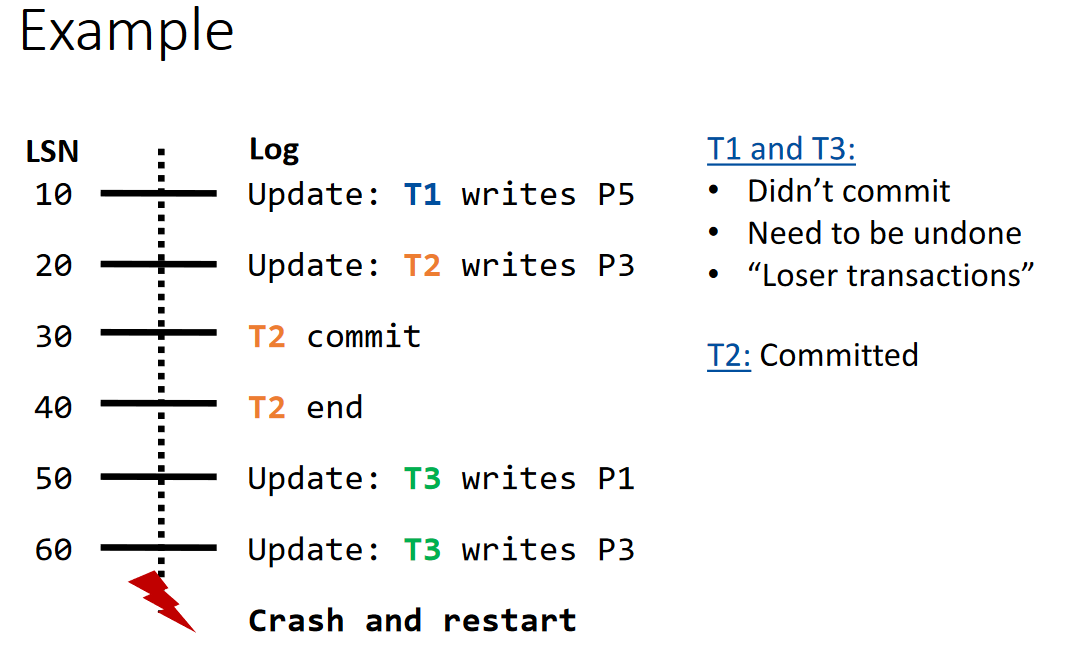 Example
LSN
Log
10
Update: T1 writes P5
20
Update: T2 writes P3
30
T2 commit
40
T2 end
50
Update: T3 writes P1
60
Update: T3 writes P3
Crash and restart
T1 and T3:
• Didn’t commit
• Need to be undone
• “Loser transactions”
T2: Committed